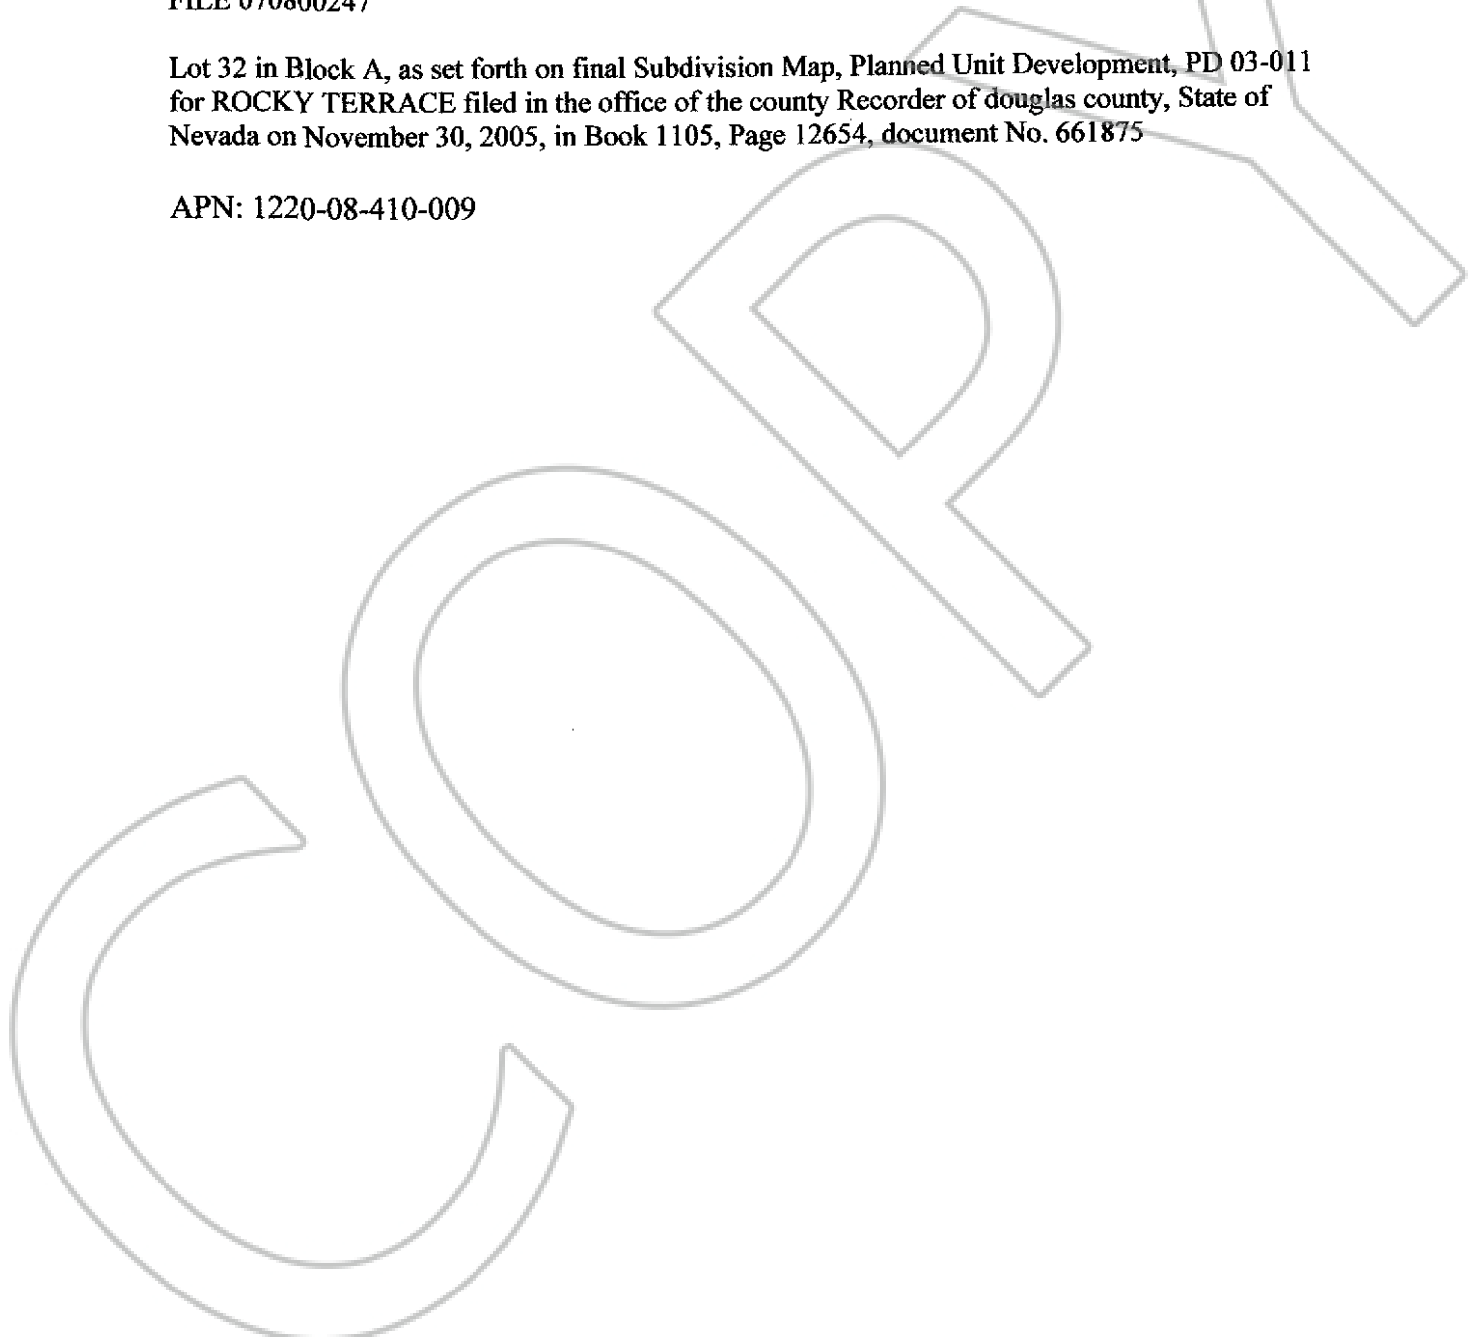 FILE 070800247
Lot 32 in Block A, as set forth on final Subdivision Map, Planned Unit Development, PD 03-011
for ROCKY TERRACE filed in the office of the county Recorder of douglas county, State of
Nevada on November 30, 2005, in Book 1105, Page 12654, document No. 661875
APN: 1220-08-410-009
COPY